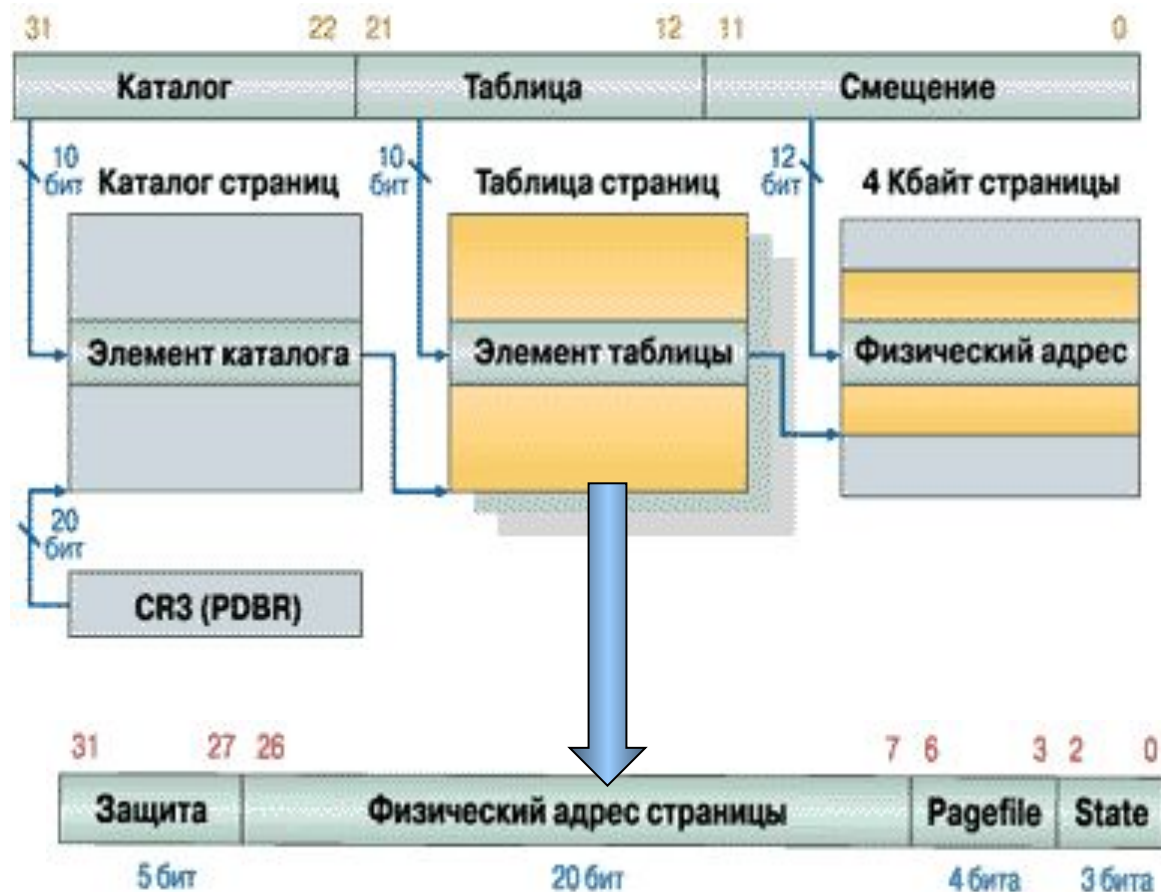 31 22 21 12 11 0
Каталог Таблица Смещение
10 бит 10 бит 12 бит
Каталог страниц Таблица страниц 4 Кбайт страницы
Элемент каталога Элемент таблицы Физический адрес
20 бит
CR3 (PDBR)
31 27 26 7 6 3 2 0
Защита Физический адрес страницы Pagefile State
5 бит 20 бит 4 бита 3 бита